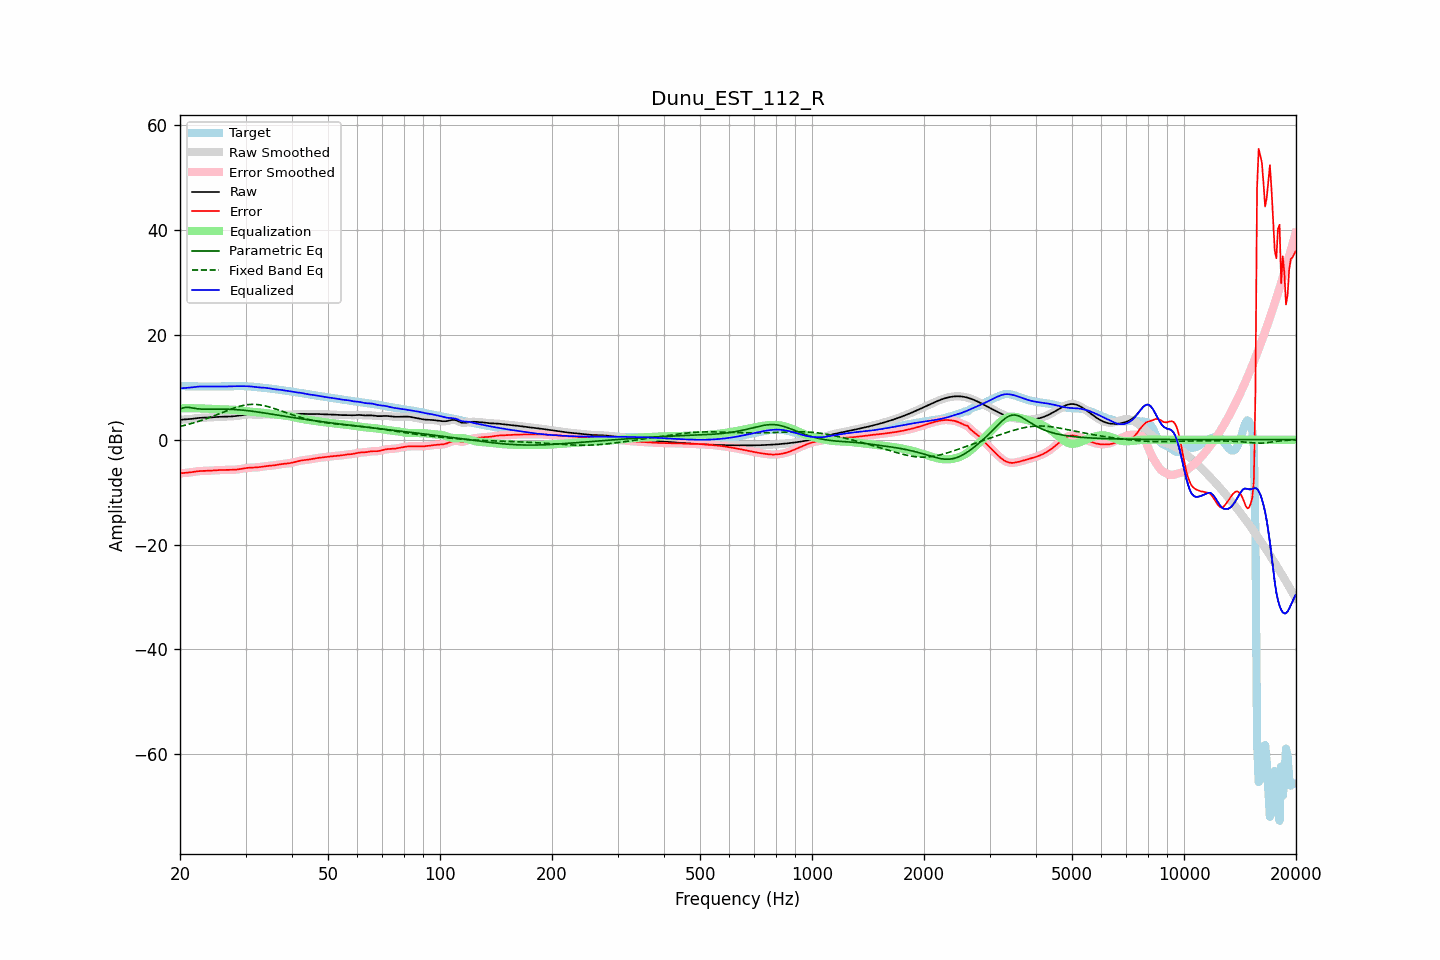 Dunu_EST_112_R
Target
Raw Smoothed
Error Smoothed
Raw
Error
Equalization
Parametric Eq
Fixed Band Eq
Equalized
60
40
20
0
−20
−40
−60
Amplitude (dBr)
20
50
100
200
500
1000
2000
5000
10000
20000
Frequency (Hz)